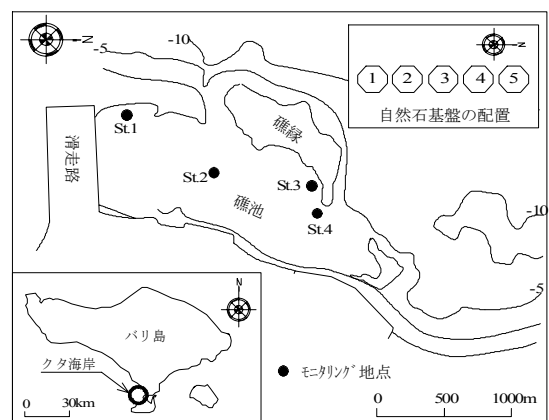 N
-10
-5
N
1 2 3 4 5
自然石基盤の配置
St.1
礁縁
滑走路
St.2
St.3
礁池
St.4
-10
-5
N
バリ島
クタ海岸
0 30km
モニタリング地点
0 500 1000m